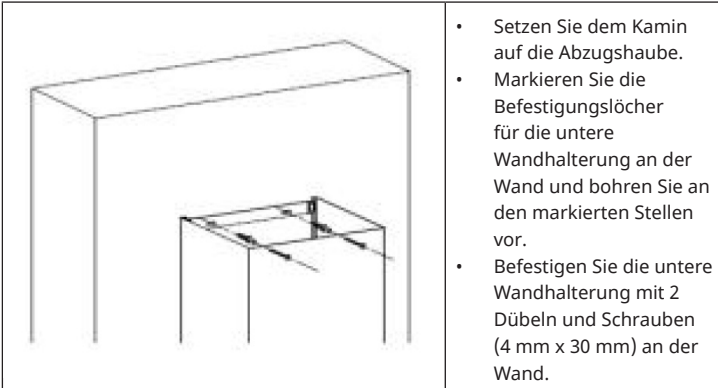 • Setzen Sie dem Kamin
auf die Abzugshaube.
• Markieren Sie die
Befestigungslöcher
für die untere
Wandhalterung an der
Wand und bohren Sie an
den markierten Stellen
vor.
• Befestigen Sie die untere
Wandhalterung mit 2
Dübeln und Schrauben
(4 mm x 30 mm) an der
Wand.